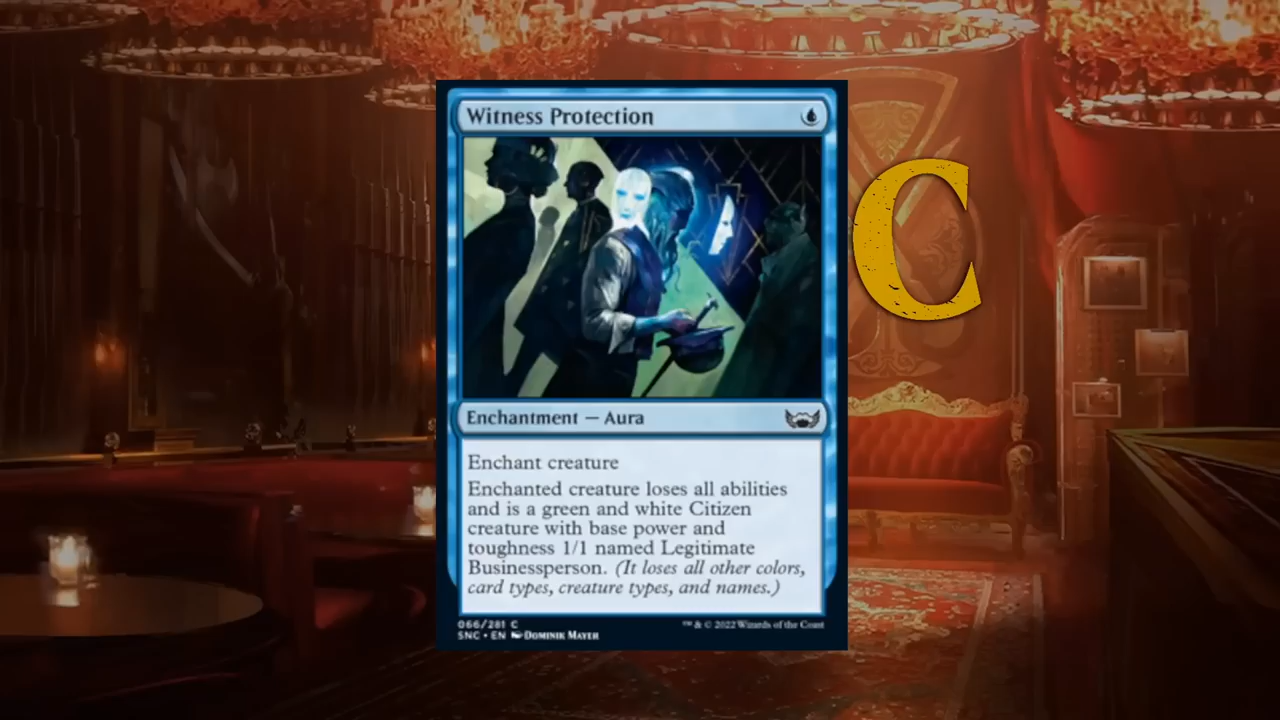 Witness Protection
C
Enchantment — Aura
Enchant creature
Enchanted creature loses all abilities
and is a green and white Citizen
creature with base power and
toughness 1/1 named Legitimate
Businessperson. (It loses all other colors,
card types, creature types, and names.)
066/281 C
SNC • EN Dominik Mayer
™ & © 2022 Wizards of the Coast